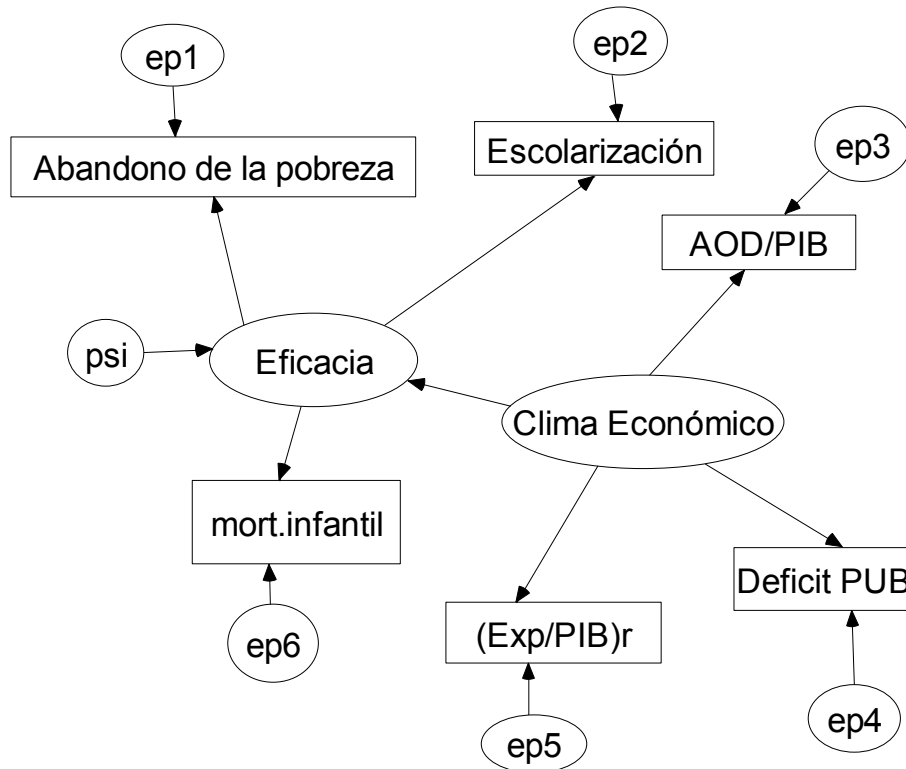 ep1
ep2
Abandono de la pobreza
Escolarización
ep3
AOD/PIB
psi
Eficacia
Clima Económico
mort.infantil
Deficit PUB
(Exp/PIB)r
ep6
ep4
ep5